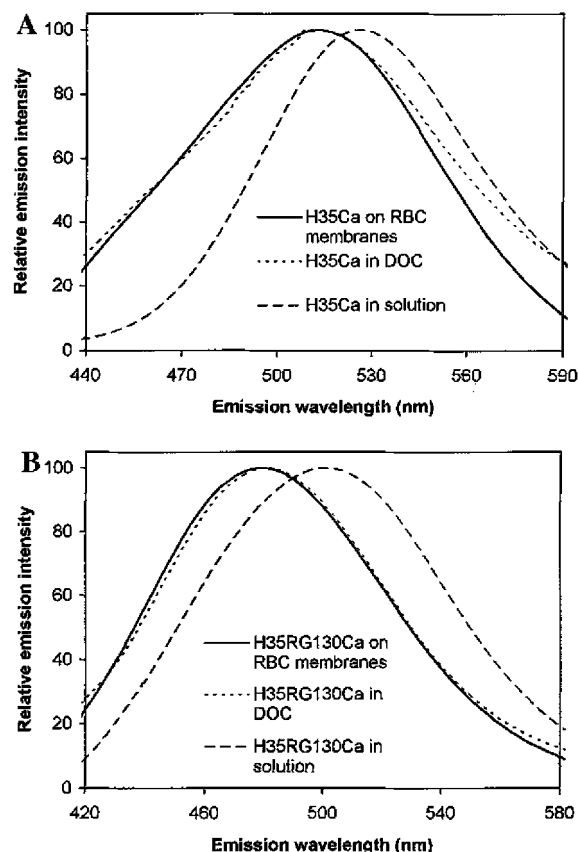 A
Relative emission intensity
100
80
60
40
20
0
H35Ca on RBC
membranes
H35Ca in DOC
H35Ca in solution
440
470
500
530
560
590
Emission wavelength (nm)
B
Relative emission intensity
100
80
60
40
20
0
H35RG130Ca on
RBC membranes
H35RG130Ca in
DOC
H35RG130Ca in
solution
420
460
500
540
580
Emission wavelength (nm)